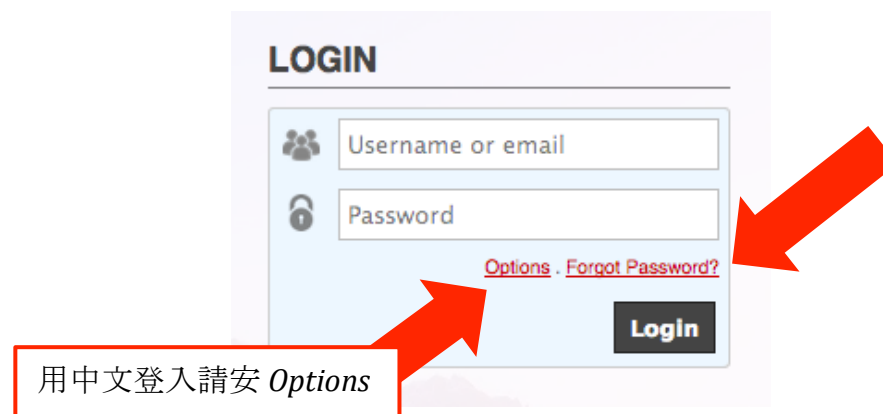 LOGIN
Username or email
Password
Options . Forgot Password?
Login
用中文登入請安 Options